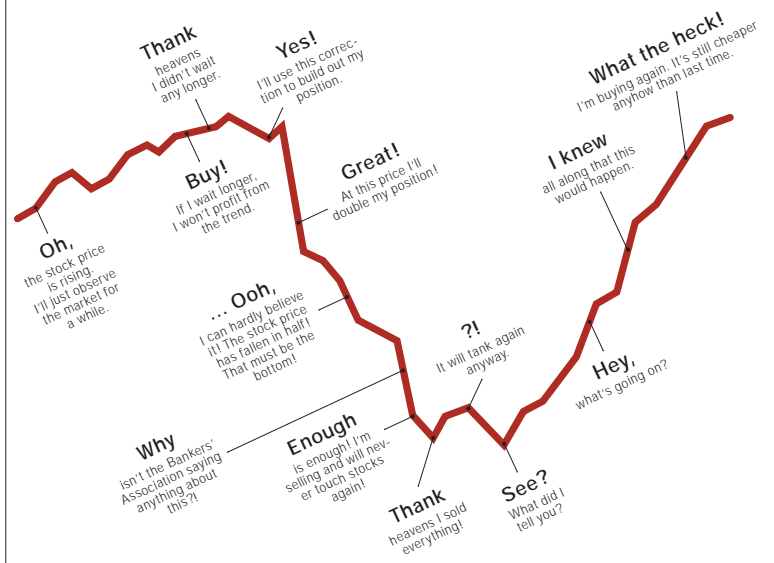 Oh,
the stock price
is rising.
I'll just observe
the market for
a while.
Buy!
If I wait longer,
I won't profit from
the trend.
Thank
heavens
I didn't wait
any longer.
Yes!
I'll use this correc-
tion to build out my
position.
Great!
At this price I'll
double my position!
... Ooh,
I can hardly believe
it! The stock price
has fallen in half!
That must be the
bottom!
Why
isn't the Bankers'
Association saying
anything about
this?!
Enough
is enough! I'm
selling and will nev-
er touch stocks
again!
Thank
heavens I sold
everything!
?!
It will tank again
anyway.
See?
What did I
tell you?
Hey,
what's going on?
I knew
all along that this
would happen.
What the heck!
I'm buying again. It's still cheaper
anyhow than last time.